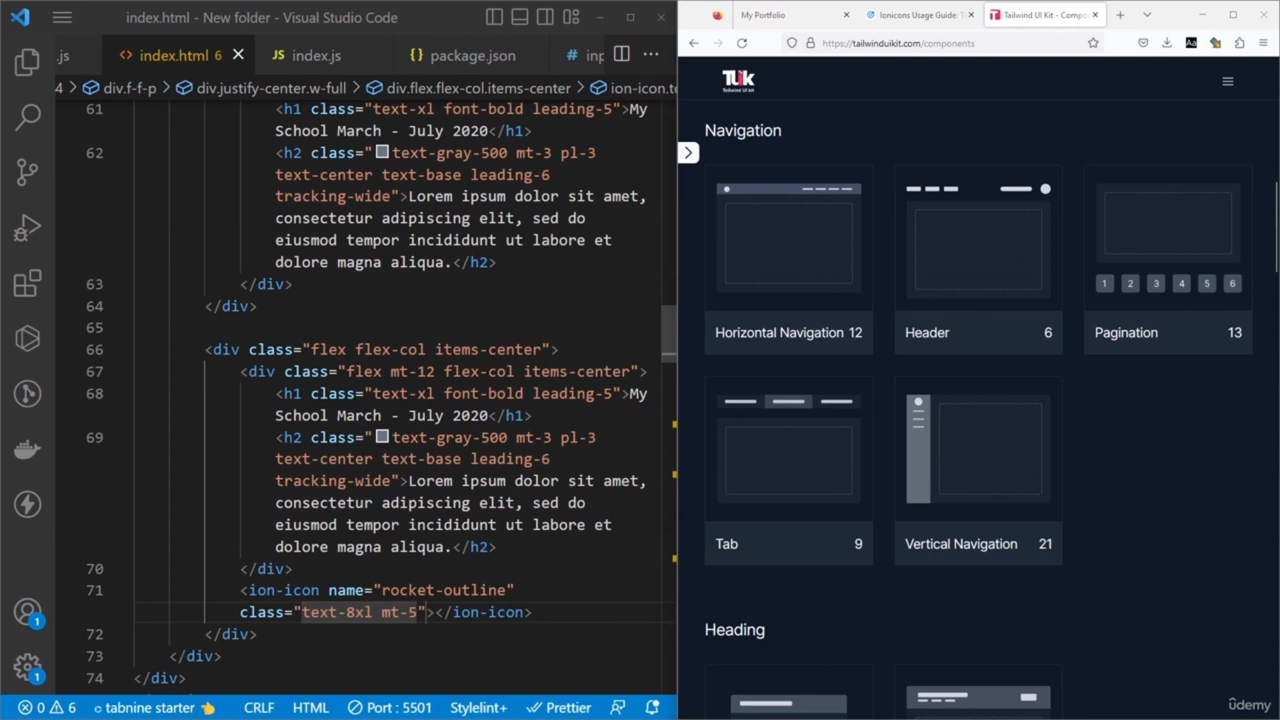 index.html - New folder - Visual Studio Code
.js
index.html 6
index.js
package.json
inp
4 > div.f-f-p > div.justify-center.w-full > div.flex.flex-col.items-center > ion-icon.te
61 <h1 class="text-xl font-bold leading-5">My
School March - July 2020</h1>
62 <h2 class="text-gray-500 mt-3 pl-3
text-center text-base leading-6
tracking-wide">Lorem ipsum dolor sit amet,
consectetur adipiscing elit, sed do
eiusmod tempor incididunt ut labore et
dolore magna aliqua.</h2>
63 </div>
64 </div>
65
66 <div class="flex flex-col items-center">
67 <div class="flex mt-12 flex-col items-center">
68 <h1 class="text-xl font-bold leading-5">My
School March - July 2020</h1>
69 <h2 class="text-gray-500 mt-3 pl-3
text-center text-base leading-6
tracking-wide">Lorem ipsum dolor sit amet,
consectetur adipiscing elit, sed do
eiusmod tempor incididunt ut labore et
dolore magna aliqua.</h2>
70 </div>
71 <ion-icon name="rocket-outline"
class="text-8xl mt-5"></ion-icon>
72 </div>
73 </div>
74 </div>
1
1
0 6 tabnine starter CRLF HTML Port : 5501 Stylelint+ Prettier
My Portfolio
Ionicons Usage Guide: T
Tailwind UI Kit - Compo
https://tailwinduikit.com/components
Aa
TUk
Tailwind UI kit
Navigation
1 2 3 4 5 6
Horizontal Navigation 12
Header 6
Pagination 13
Tab 9
Vertical Navigation 21
Heading
udemy